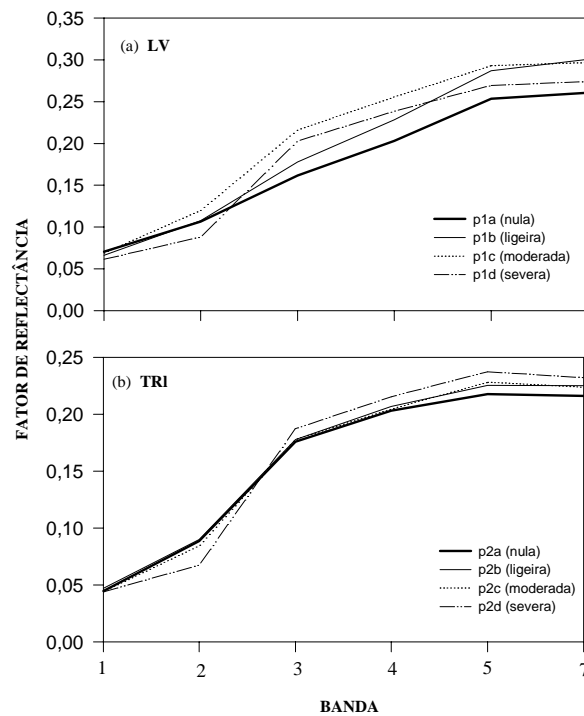 0,35
(a) LV
0,30
0,25
0,20
0,15
0,10
0,05
0,00
p1a (nula)
p1b (ligeira)
p1c (moderada)
p1d (severa)
FATOR DE REFLECTÂNCIA
0,25
(b) TRl
0,20
0,15
0,10
0,05
0,00
p2a (nula)
p2b (ligeira)
p2c (moderada)
p2d (severa)
1 2 3 4 5 7
BANDA